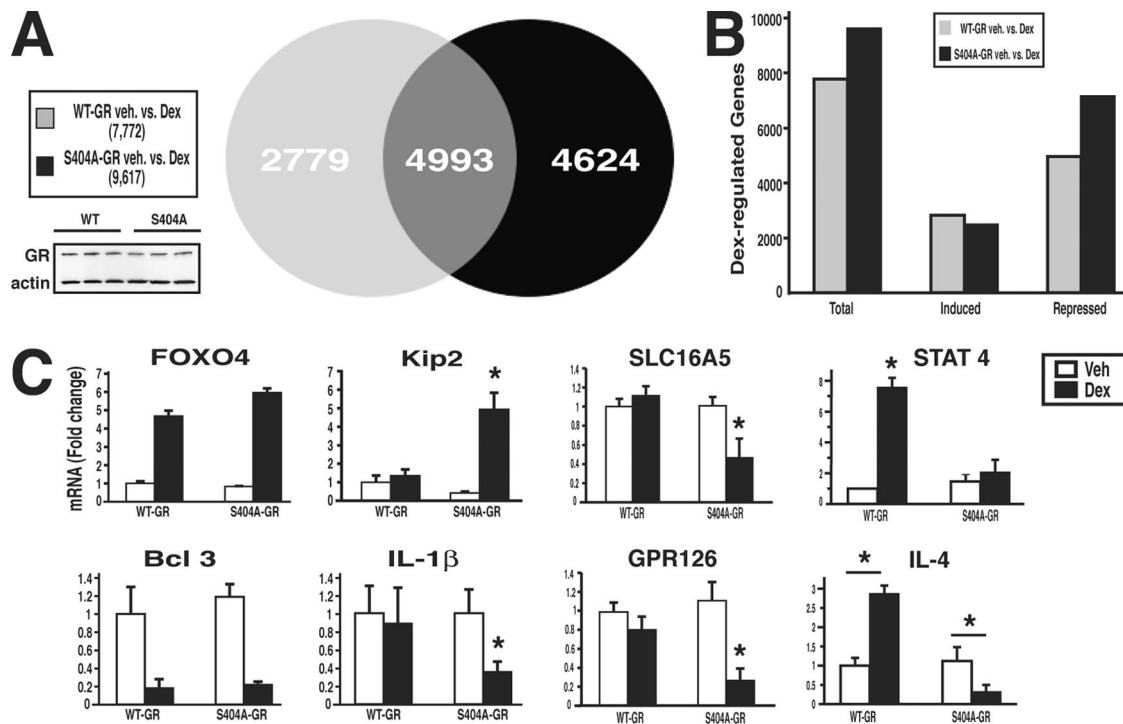 A
WT-GR veh. vs. Dex
(7,772)
S404A-GR veh. vs. Dex
(9,617)
WT S404A
GR
actin
2779 4993 4624
B
WT-GR veh. vs. Dex
S404A-GR veh. vs. Dex
Dex-regulated Genes
10000
8000
6000
4000
2000
0
Total Induced Repressed
C
Veh
Dex
mRNA (Fold change)
FOXO4
7
6
5
4
3
2
1
0
WT-GR S404A-GR
Kip2
7
6
5
4
3
2
1
0
*
WT-GR S404A-GR
SLC16A5
1.4
1.2
1
0.8
0.6
0.4
0.2
0
*
WT-GR S404A-GR
STAT 4
8
6
4
2
0
*
WT-GR S404A-GR
Bcl 3
1.4
1.2
1
0.8
0.6
0.4
0.2
0
WT-GR S404A-GR
IL-1β
1.4
1.2
1
0.8
0.6
0.4
0.2
0
*
WT-GR S404A-GR
GPR126
1.4
1.2
1
0.8
0.6
0.4
0.2
0
*
WT-GR S404A-GR
IL-4
3
2.5
2
1.5
1
0.5
0
* *
WT-GR S404A-GR